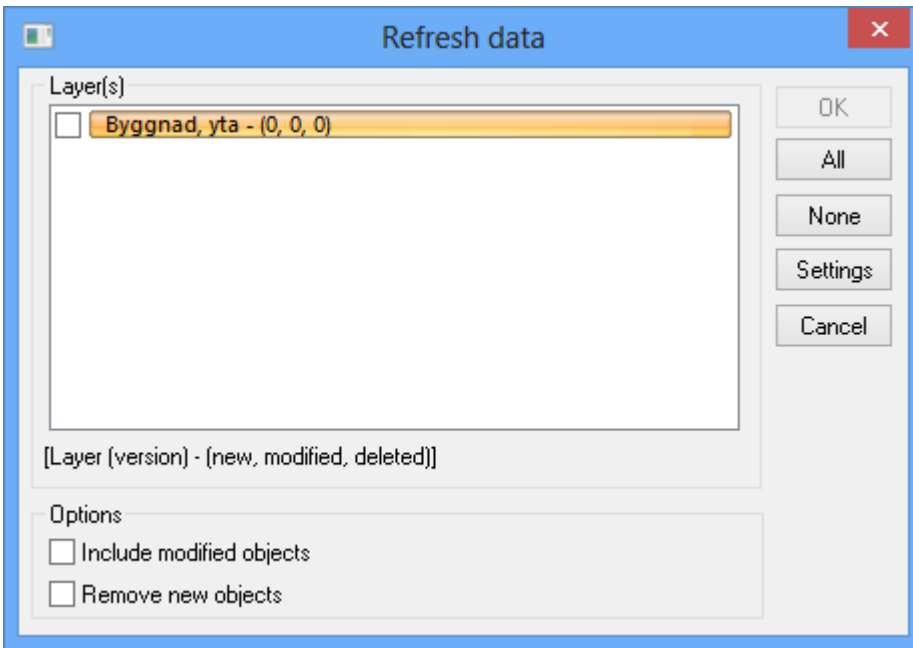 Refresh data
Layer(s)
Byggnad, yta - (0, 0, 0)
[Layer (version) - (new, modified, deleted)]
Options
Include modified objects
Remove new objects
OK
All
None
Settings
Cancel